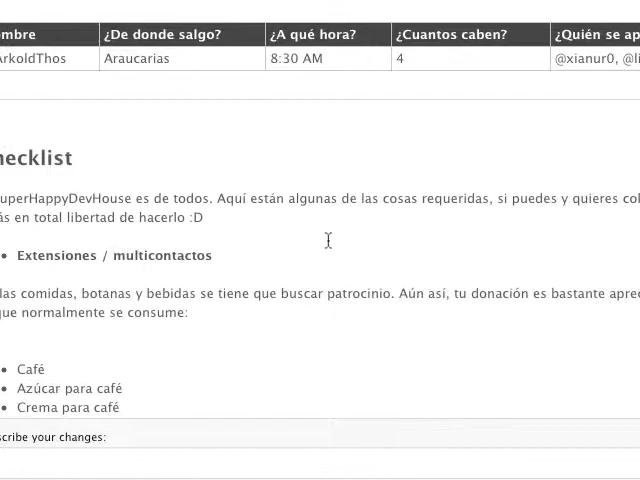 ombre ¿De donde salgo? ¿A qué hora? ¿Cuantos caben? ¿Quién se ap
ArkoldThos Araucarias 8:30 AM 4 @xianur0, @li
hecklist
uperHappyDevHouse es de todos. Aquí están algunas de las cosas requeridas, si puedes y quieres col
ás en total libertad de hacerlo :D
• Extensiones / multicontactos
las comidas, botanas y bebidas se tiene que buscar patrocinio. Aún así, tu donación es bastante aprec
que normalmente se consume:
• Café
• Azúcar para café
• Crema para café
scribe your changes: